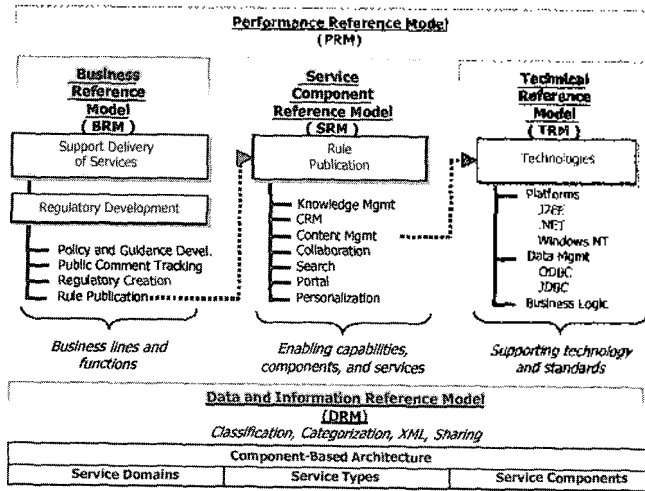 Performance Reference Model
(PRM)
Business
Reference
Model
( BRM )
Support Delivery
of Services
Regulatory Development
Policy and Guidance Devel.
Public Comment Tracking
Regulatory Creation
Rule Publication
Business lines and
functions
Service
Component
Reference Model
( SRM )
Rule
Publication
Knowledge Mgmt
CRM
Content Mgmt
Collaboration
Search
Portal
Personalization
Enabling capabilities,
components, and services
Technical
Reference
Model
( TRM )
Technologies
Platforms
J2EE
.NET
Windows NT
Data Mgmt
ODBC
JDBC
Business Logic
Supporting technology
and standards
Data and Information Reference Model
(DRM)
Classification, Categorization, XML, Sharing
Component-Based Architecture
Service Domains
Service Types
Service Components